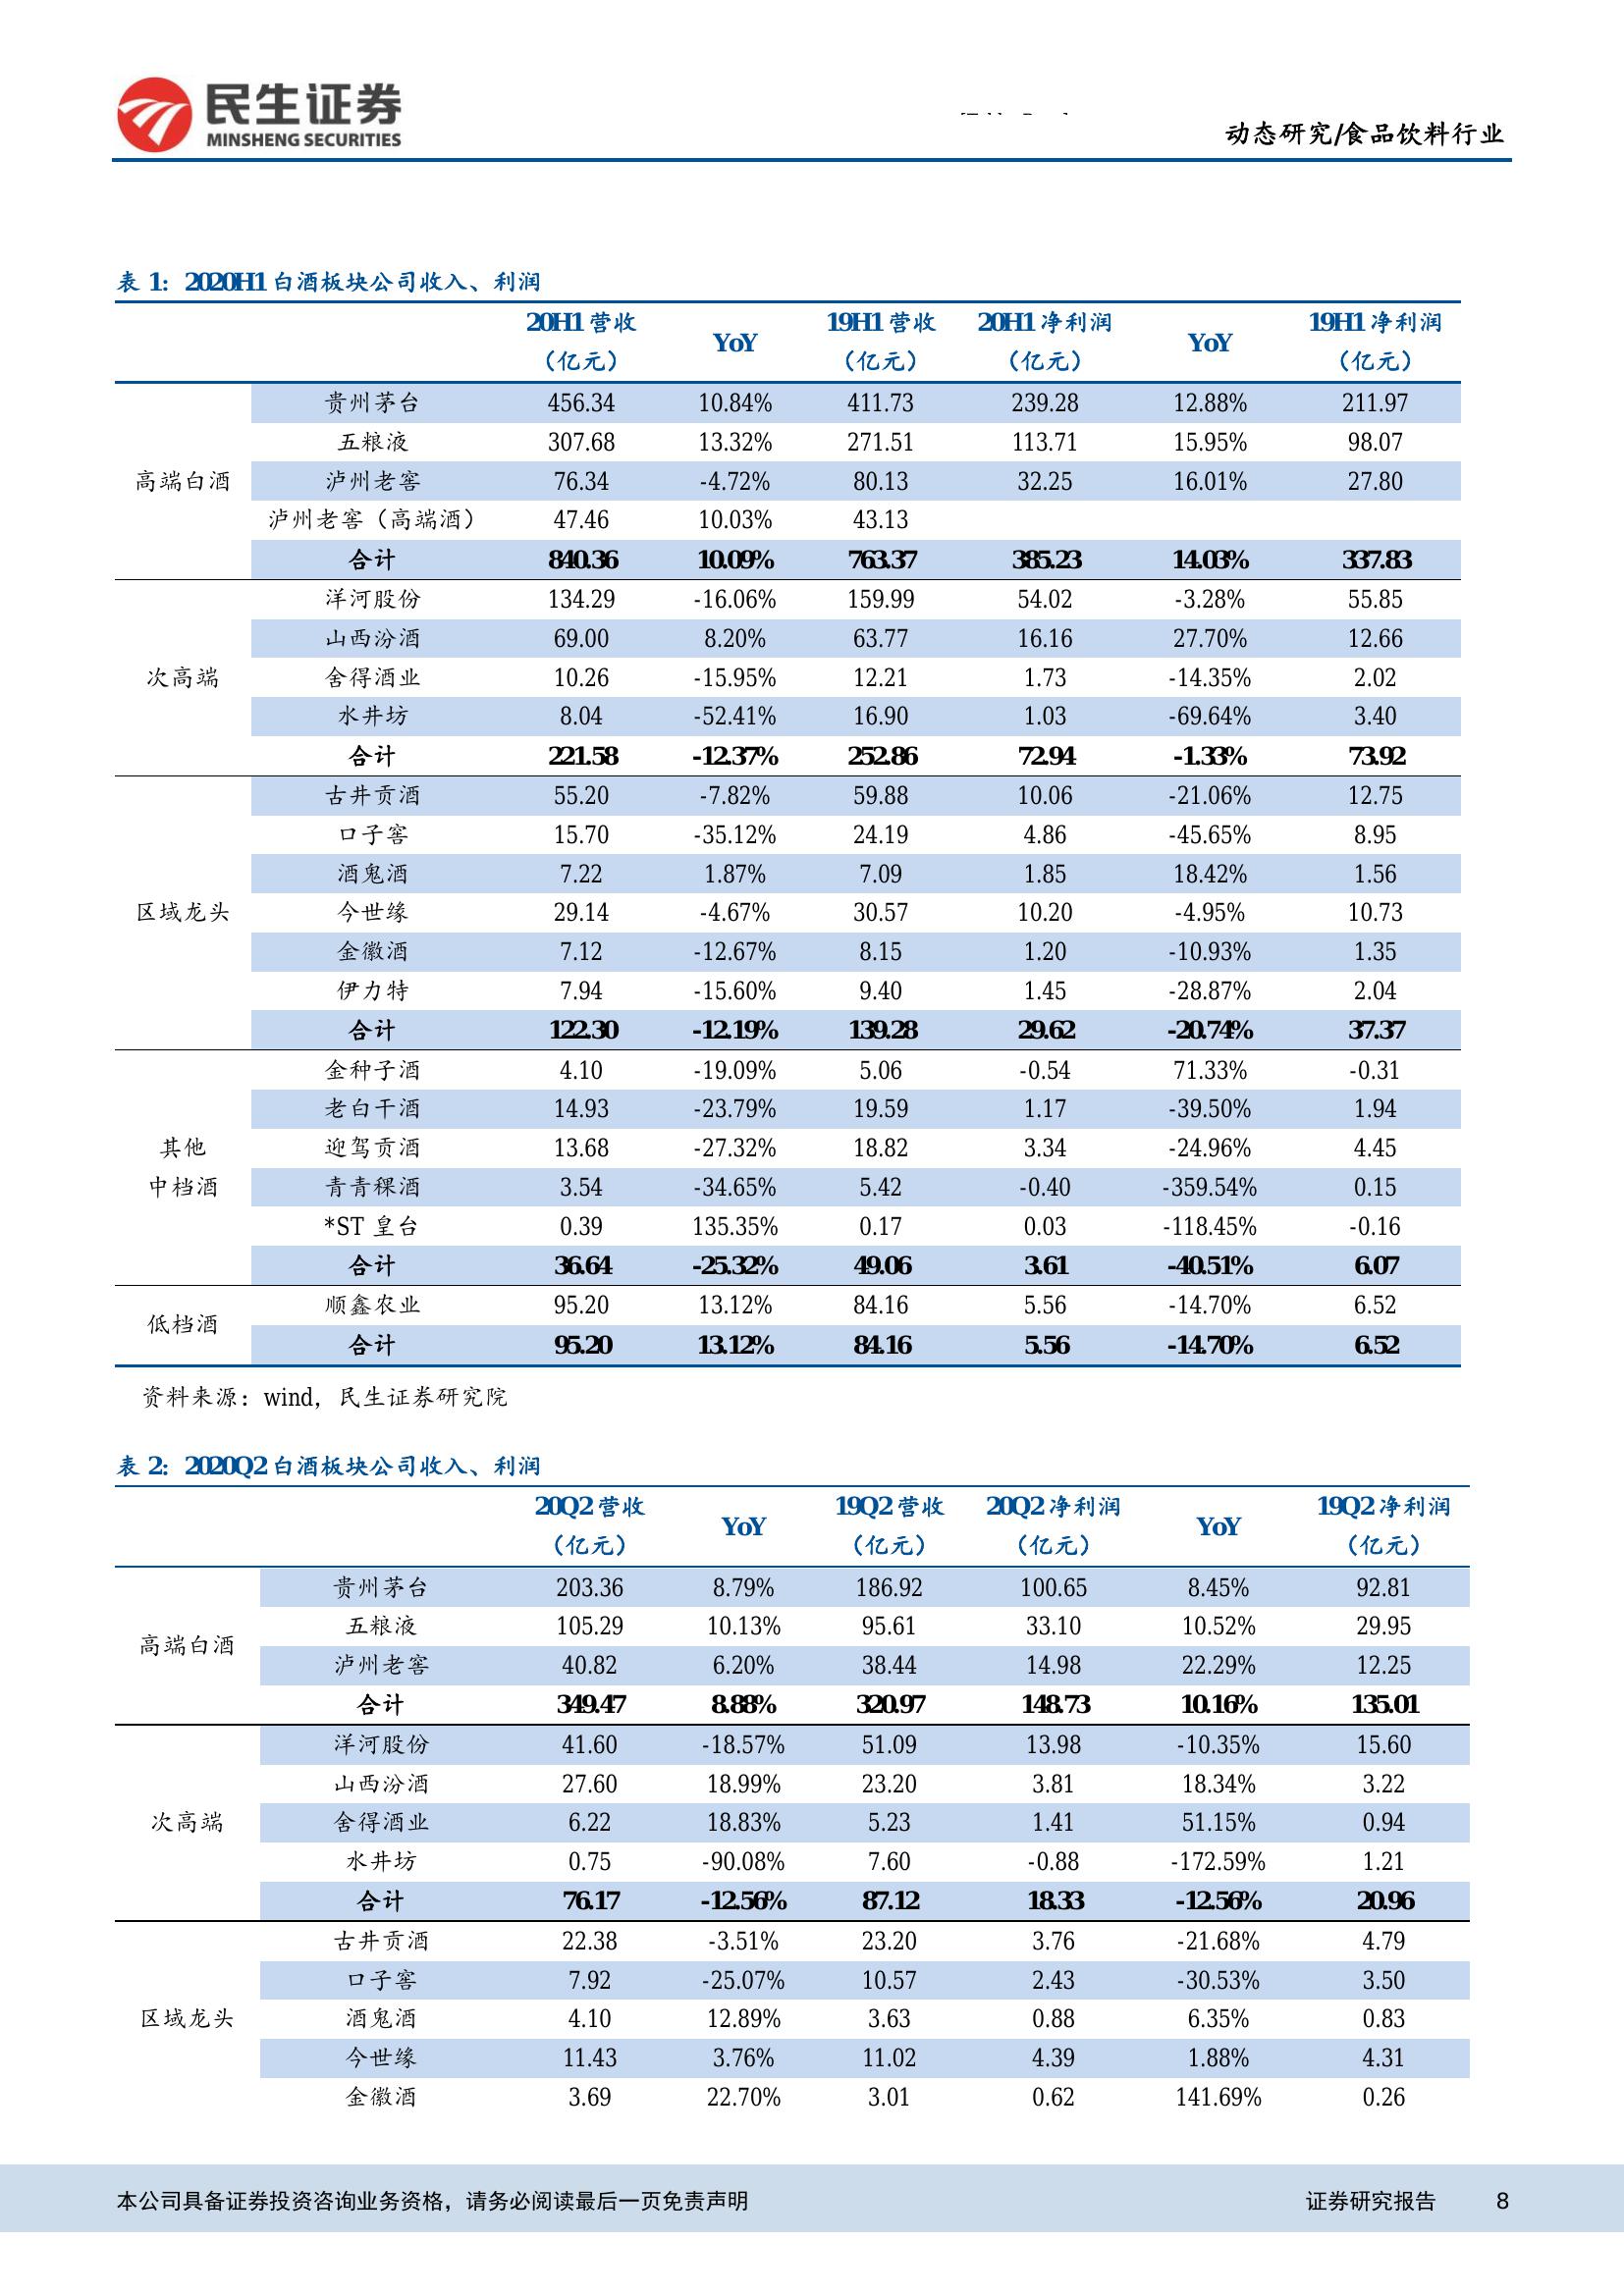 民生证券
MINSHENG SECURITIES
动态研究/食品饮料行业
表 1：2020H1 白酒板块公司收入、利润
20H1 营收（亿元） YoY 19H1 营收（亿元） 20H1 净利润（亿元） YoY 19H1 净利润（亿元）
高端白酒
贵州茅台 456.34 10.84% 411.73 239.28 12.88% 211.97
五粮液 307.68 13.32% 271.51 113.71 15.95% 98.07
泸州老窖 76.34 -4.72% 80.13 32.25 16.01% 27.80
泸州老窖（高端酒） 47.46 10.03% 43.13
合计 840.36 10.09% 763.37 385.23 14.03% 337.83
次高端
洋河股份 134.29 -16.06% 159.99 54.02 -3.28% 55.85
山西汾酒 69.00 8.20% 63.77 16.16 27.70% 12.66
舍得酒业 10.26 -15.95% 12.21 1.73 -14.35% 2.02
水井坊 8.04 -52.41% 16.90 1.03 -69.64% 3.40
合计 221.58 -12.37% 252.86 72.94 -1.33% 73.92
区域龙头
古井贡酒 55.20 -7.82% 59.88 10.06 -21.06% 12.75
口子窖 15.70 -35.12% 24.19 4.86 -45.65% 8.95
酒鬼酒 7.22 1.87% 7.09 1.85 18.42% 1.56
今世缘 29.14 -4.67% 30.57 10.20 -4.95% 10.73
金徽酒 7.12 -12.67% 8.15 1.20 -10.93% 1.35
伊力特 7.94 -15.60% 9.40 1.45 -28.87% 2.04
合计 122.30 -12.19% 139.28 29.62 -20.74% 37.37
其他
中档酒
金种子酒 4.10 -19.09% 5.06 -0.54 71.33% -0.31
老白干酒 14.93 -23.79% 19.59 1.17 -39.50% 1.94
迎驾贡酒 13.68 -27.32% 18.82 3.34 -24.96% 4.45
青青稞酒 3.54 -34.65% 5.42 -0.40 -359.54% 0.15
*ST 皇台 0.39 135.35% 0.17 0.03 -118.45% -0.16
合计 36.64 -25.32% 49.06 3.61 -40.51% 6.07
低档酒
顺鑫农业 95.20 13.12% 84.16 5.56 -14.70% 6.52
合计 95.20 13.12% 84.16 5.56 -14.70% 6.52
资料来源：wind，民生证券研究院
表 2：2020Q2 白酒板块公司收入、利润
20Q2 营收（亿元） YoY 19Q2 营收（亿元） 20Q2 净利润（亿元） YoY 19Q2 净利润（亿元）
高端白酒
贵州茅台 203.36 8.79% 186.92 100.65 8.45% 92.81
五粮液 105.29 10.13% 95.61 33.10 10.52% 29.95
泸州老窖 40.82 6.20% 38.44 14.98 22.29% 12.25
合计 349.47 8.88% 320.97 148.73 10.16% 135.01
次高端
洋河股份 41.60 -18.57% 51.09 13.98 -10.35% 15.60
山西汾酒 27.60 18.99% 23.20 3.81 18.34% 3.22
舍得酒业 6.22 18.83% 5.23 1.41 51.15% 0.94
水井坊 0.75 -90.08% 7.60 -0.88 -172.59% 1.21
合计 76.17 -12.56% 87.12 18.33 -12.56% 20.96
区域龙头
古井贡酒 22.38 -3.51% 23.20 3.76 -21.68% 4.79
口子窖 7.92 -25.07% 10.57 2.43 -30.53% 3.50
酒鬼酒 4.10 12.89% 3.63 0.88 6.35% 0.83
今世缘 11.43 3.76% 11.02 4.39 1.88% 4.31
金徽酒 3.69 22.70% 3.01 0.62 141.69% 0.26
本公司具备证券投资咨询业务资格，请务必阅读最后一页免责声明 证券研究报告 8